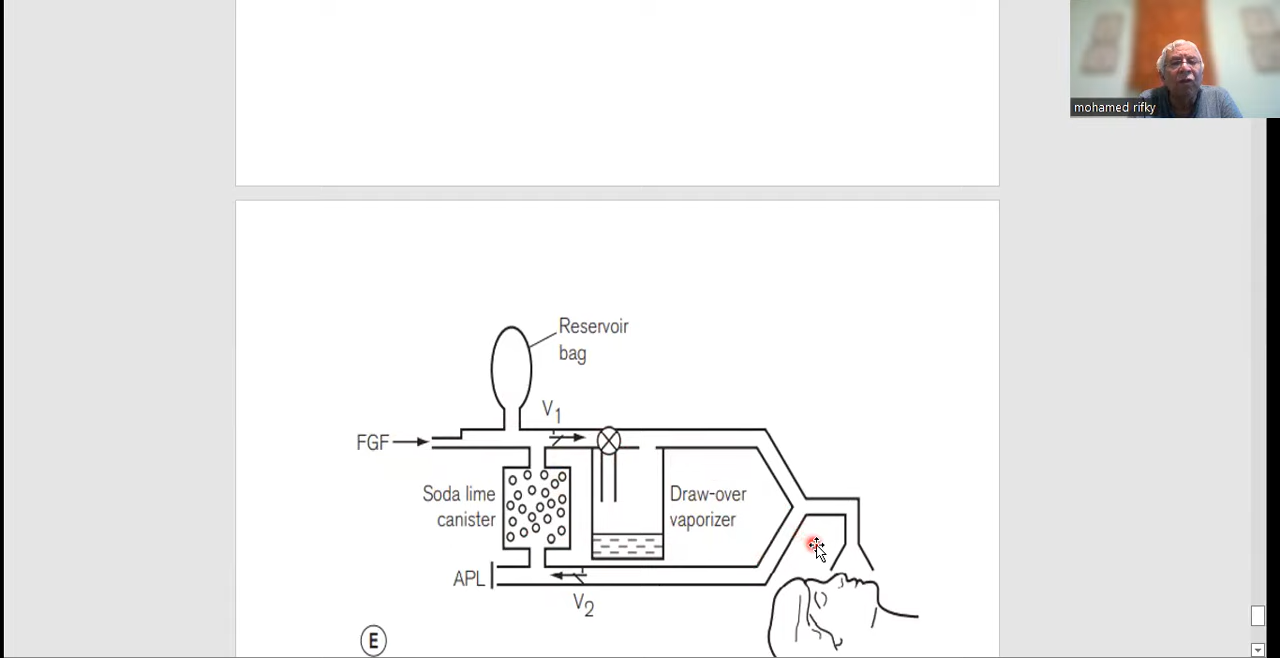 mohamed rifky
Reservoir
bag
V1
FGF
Soda lime
canister
Draw-over
vaporizer
APL
V2
E